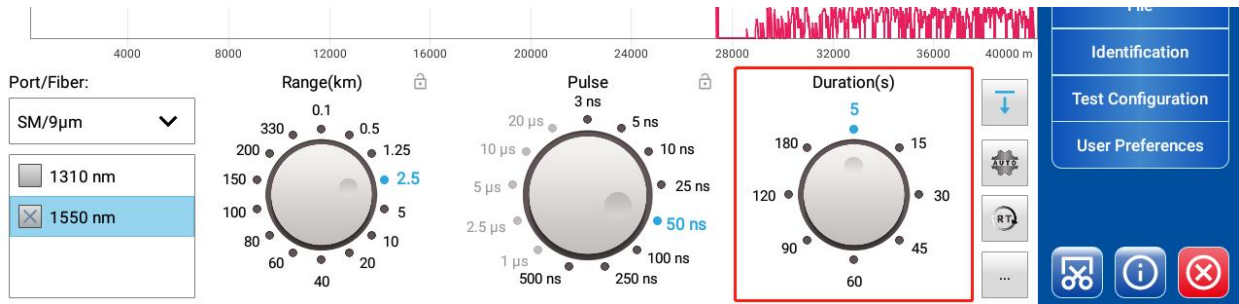 File
4000 8000 12000 16000 20000 24000 28000 32000 36000 40000 m
Identification
Test Configuration
User Preferences
Port/Fiber:
SM/9µm
1310 nm
1550 nm
Range(km)
0.1
0.5
1.25
2.5
5
10
20
40
60
80
100
150
200
330
Pulse
3 ns
5 ns
10 ns
25 ns
50 ns
100 ns
250 ns
500 ns
1 µs
2.5 µs
5 µs
10 µs
20 µs
Duration(s)
5
15
30
45
60
90
120
180
AUTO
RT
...